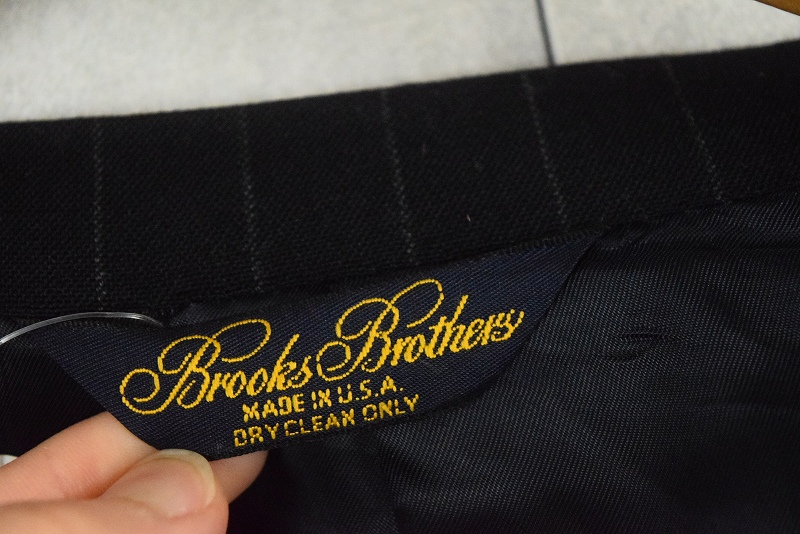 Brooks Brothers
MADE IN U.S.A.
DRY CLEAN ONLY